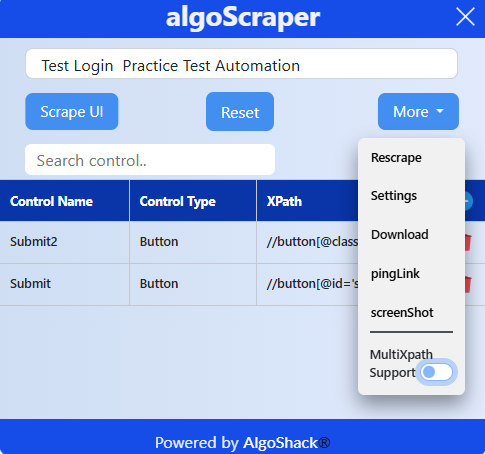 algoScraper
Test Login  Practice Test Automation
Scrape UI
Reset
More
Search control..
Rescrape
Settings
Download
pingLink
screenShot
MultiXpath
Support
Control Name
Control Type
XPath
Submit2
Button
//button[@class
Submit
Button
//button[@id='s
Powered by AlgoShack®